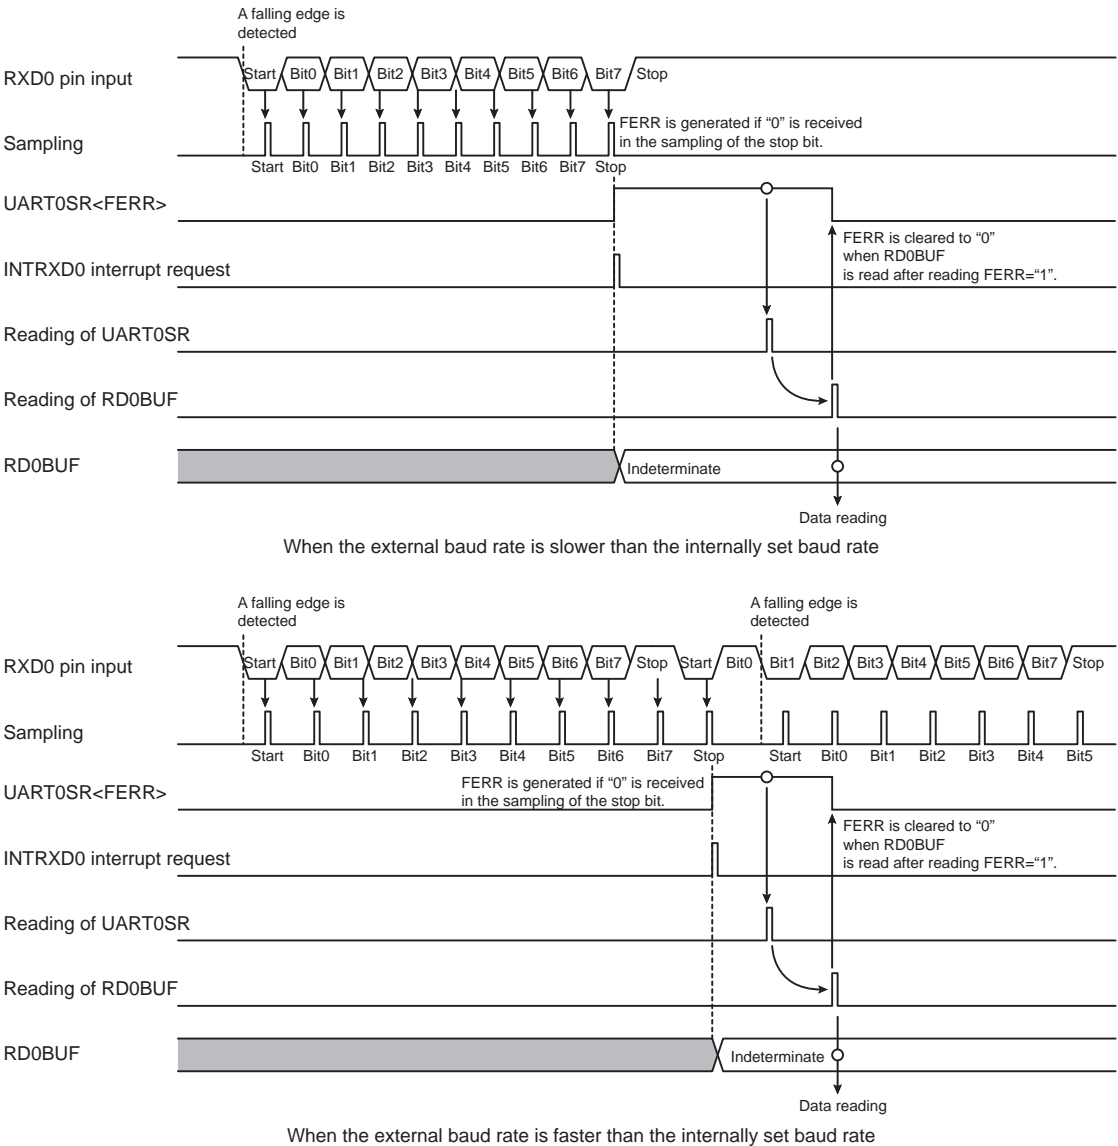 A falling edge is
detected
RXD0 pin input
Start Bit0 Bit1 Bit2 Bit3 Bit4 Bit5 Bit6 Bit7 Stop
FERR is generated if “0” is received
in the sampling of the stop bit.
Sampling
Start Bit0 Bit1 Bit2 Bit3 Bit4 Bit5 Bit6 Bit7 Stop
UART0SR<FERR>
FERR is cleared to “0”
when RD0BUF
is read after reading FERR=“1”.
INTRXD0 interrupt request
Reading of UART0SR
Reading of RD0BUF
RD0BUF
Indeterminate
Data reading
When the external baud rate is slower than the internally set baud rate
A falling edge is
detected
A falling edge is
detected
RXD0 pin input
Start Bit0 Bit1 Bit2 Bit3 Bit4 Bit5 Bit6 Bit7 Stop Start Bit0 Bit1 Bit2 Bit3 Bit4 Bit5 Bit6 Bit7 Stop
Sampling
Start Bit0 Bit1 Bit2 Bit3 Bit4 Bit5 Bit6 Bit7 Stop Start Bit0 Bit1 Bit2 Bit3 Bit4 Bit5
FERR is generated if “0” is received
in the sampling of the stop bit.
UART0SR<FERR>
FERR is cleared to “0”
when RD0BUF
is read after reading FERR=“1”.
INTRXD0 interrupt request
Reading of UART0SR
Reading of RD0BUF
RD0BUF
Indeterminate
Data reading
When the external baud rate is faster than the internally set baud rate